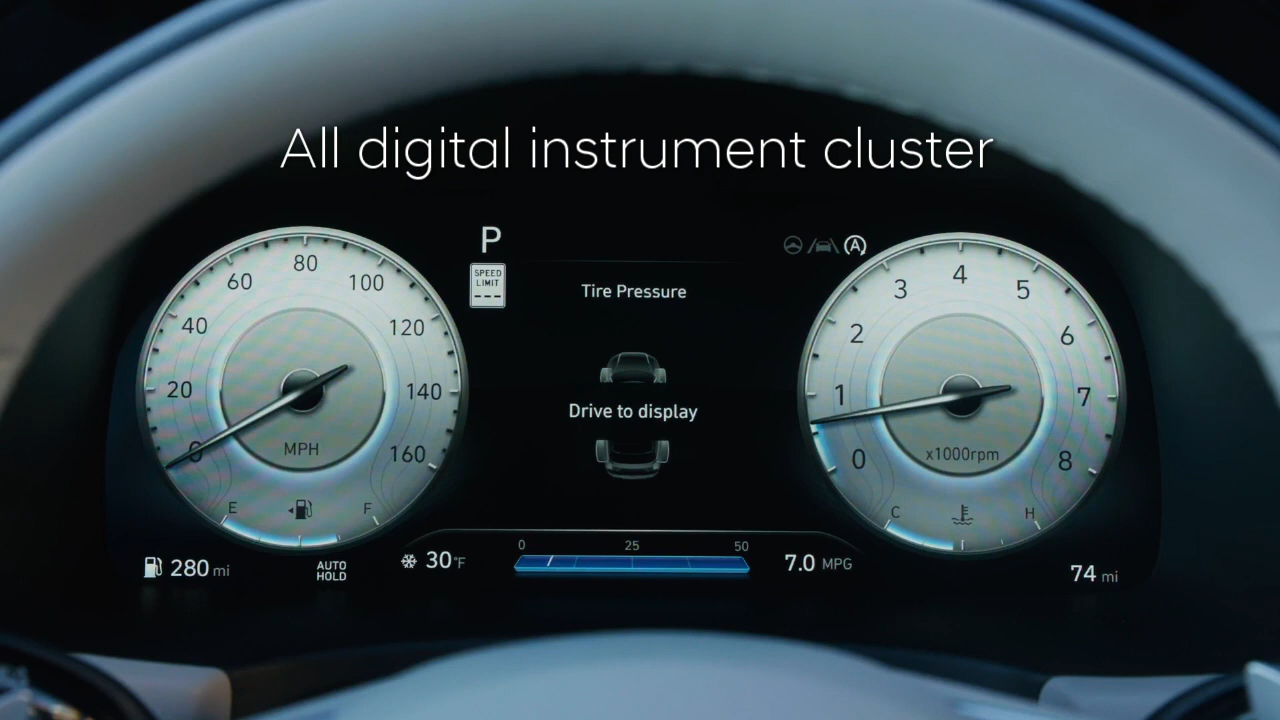 All digital instrument cluster
P
SPEED
LIMIT
---
Tire Pressure
Drive to display
0
20
40
60
80
100
120
140
160
MPH
E
F
A
0
1
2
3
4
5
6
7
8
x1000rpm
C
H
280 mi
AUTO
HOLD
30°F
0 25 50
7.0 MPG
74 mi